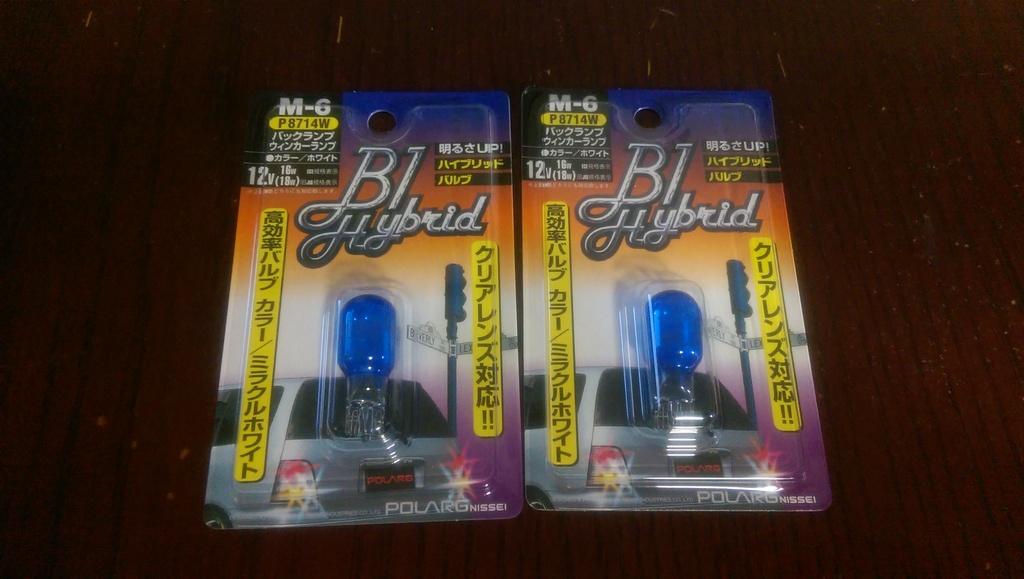 M-6
P8714W
バックランプ
ウィンカーランプ
●カラー/ホワイト
12V 16W (18W)
明るさUP!
ハイブリッド
バルブ
B1
Hybrid
高効率バルブ カラー/ミラクルホワイト
クリアレンズ対応!!
BEVERLY
LEX
POLARG
POLARG NISSEI
M-6
P8714W
バックランプ
ウィンカーランプ
カラー/ホワイト
12V 16W (18W)
明るさUP!
ハイブリッド
バルブ
B1
Hybrid
高効率バルブ カラー/ミラクルホワイト
クリアレンズ対応!!
BEVERLY
LEX
POLARG
POLARG NISSEI